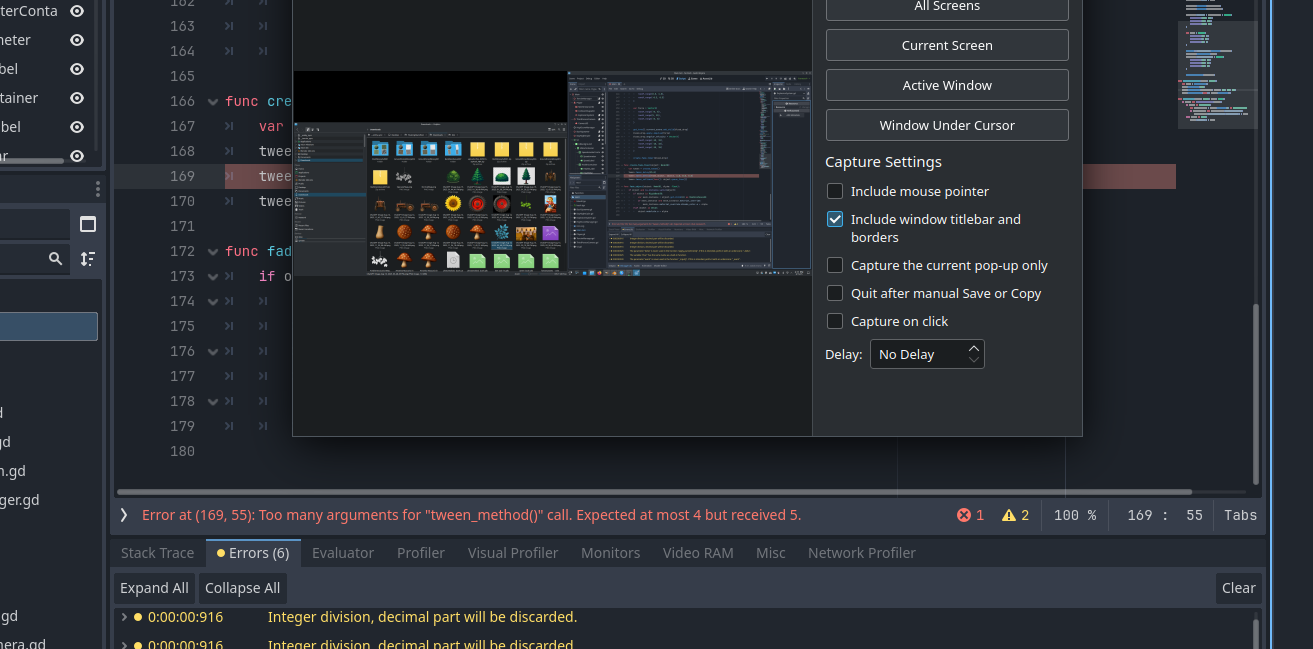 terConta
neter
bel
tainer
bel
ar
162
163
164
165
166 func cre
167 var
168 twee
169 twee
170 twee
171
172 func fad
173 if o
174
175
176
177
178
179
180
All Screens
Current Screen
Active Window
Window Under Cursor
Capture Settings
Include mouse pointer
Include window titlebar and
borders
Capture the current pop-up only
Quit after manual Save or Copy
Capture on click
Delay: No Delay
d
gd
n.gd
ger.gd
gd
nera.gd
Error at (169, 55): Too many arguments for "tween_method()" call. Expected at most 4 but received 5.
1 2 100 % 169 : 55 Tabs
Stack Trace Errors (6) Evaluator Profiler Visual Profiler Monitors Video RAM Misc Network Profiler
Expand All Collapse All Clear
0:00:00:916 Integer division, decimal part will be discarded.
0:00:00:916 Integer division, decimal part will be discarded.